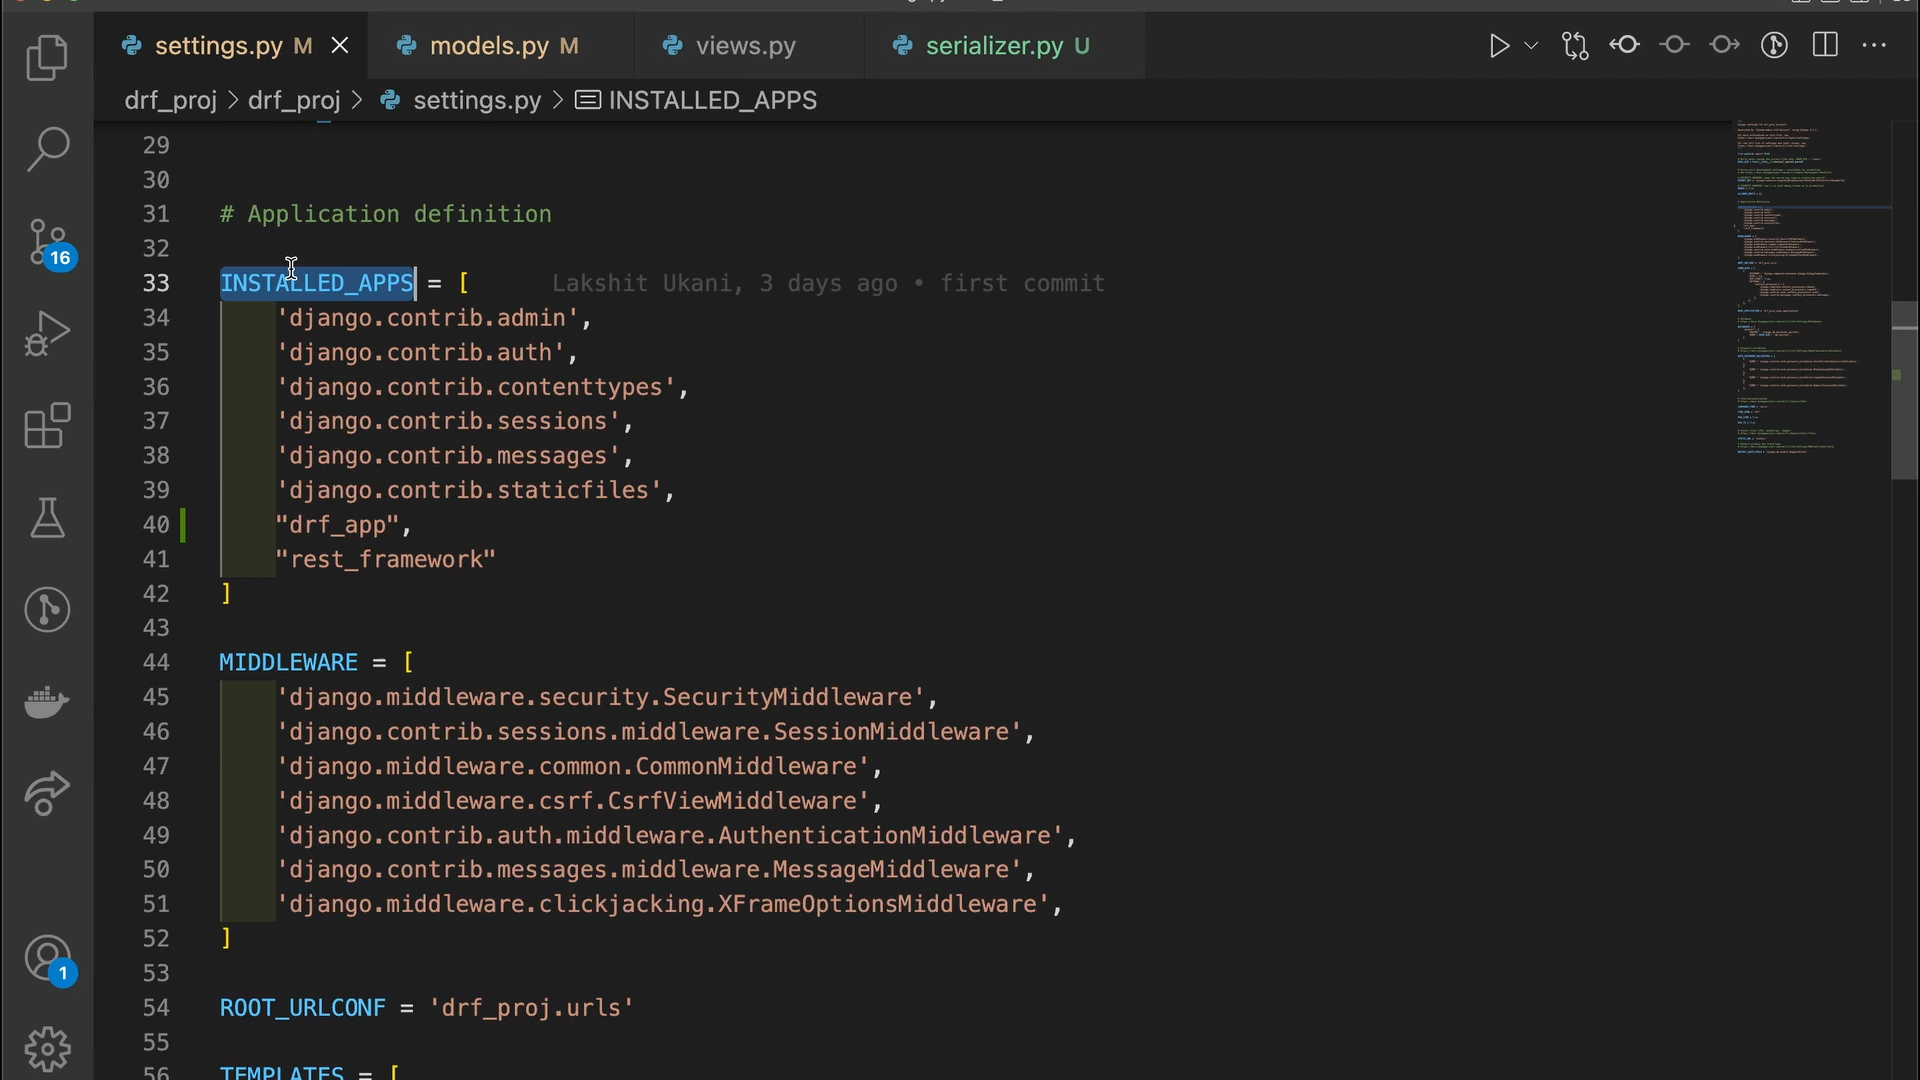 settings.py M
models.py M
views.py
serializer.py U
drf_proj > drf_proj > settings.py > INSTALLED_APPS
29
30
31 # Application definition
32
33 INSTALLED_APPS = [ Lakshit Ukani, 3 days ago • first commit
34 'django.contrib.admin',
35 'django.contrib.auth',
36 'django.contrib.contenttypes',
37 'django.contrib.sessions',
38 'django.contrib.messages',
39 'django.contrib.staticfiles',
40 "drf_app",
41 "rest_framework"
42 ]
43
44 MIDDLEWARE = [
45 'django.middleware.security.SecurityMiddleware',
46 'django.contrib.sessions.middleware.SessionMiddleware',
47 'django.middleware.common.CommonMiddleware',
48 'django.middleware.csrf.CsrfViewMiddleware',
49 'django.contrib.auth.middleware.AuthenticationMiddleware',
50 'django.contrib.messages.middleware.MessageMiddleware',
51 'django.middleware.clickjacking.XFrameOptionsMiddleware',
52 ]
53
54 ROOT_URLCONF = 'drf_proj.urls'
55
56 TEMPLATES = [
16
1